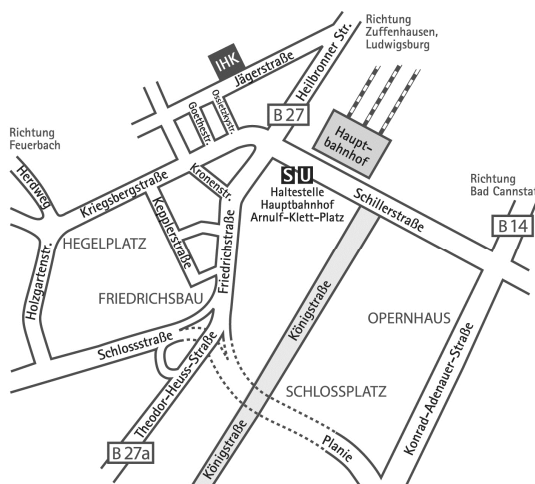 Richtung
Zuffenhausen,
Ludwigsburg
IHK
Jägerstraße
Heilbronner Str.
Ossietzkystr.
Goethestr.
B 27
Haupt-
bahnhof
Richtung
Feuerbach
Herdweg
Kriegsbergstraße
Kronenstr.
S U
Haltestelle
Hauptbahnhof
Arnulf-Klett-Platz
Schillerstraße
Richtung
Bad Cannstatt
B 14
Kepplerstraße
HEGELPLATZ
Holzgartenstr.
Friedrichstraße
FRIEDRICHSBAU
Königstraße
OPERNHAUS
Schlossstraße
Theodor-Heuss-Straße
SCHLOSSPLATZ
Konrad-Adenauer-Straße
Planie
Königstraße
B 27a